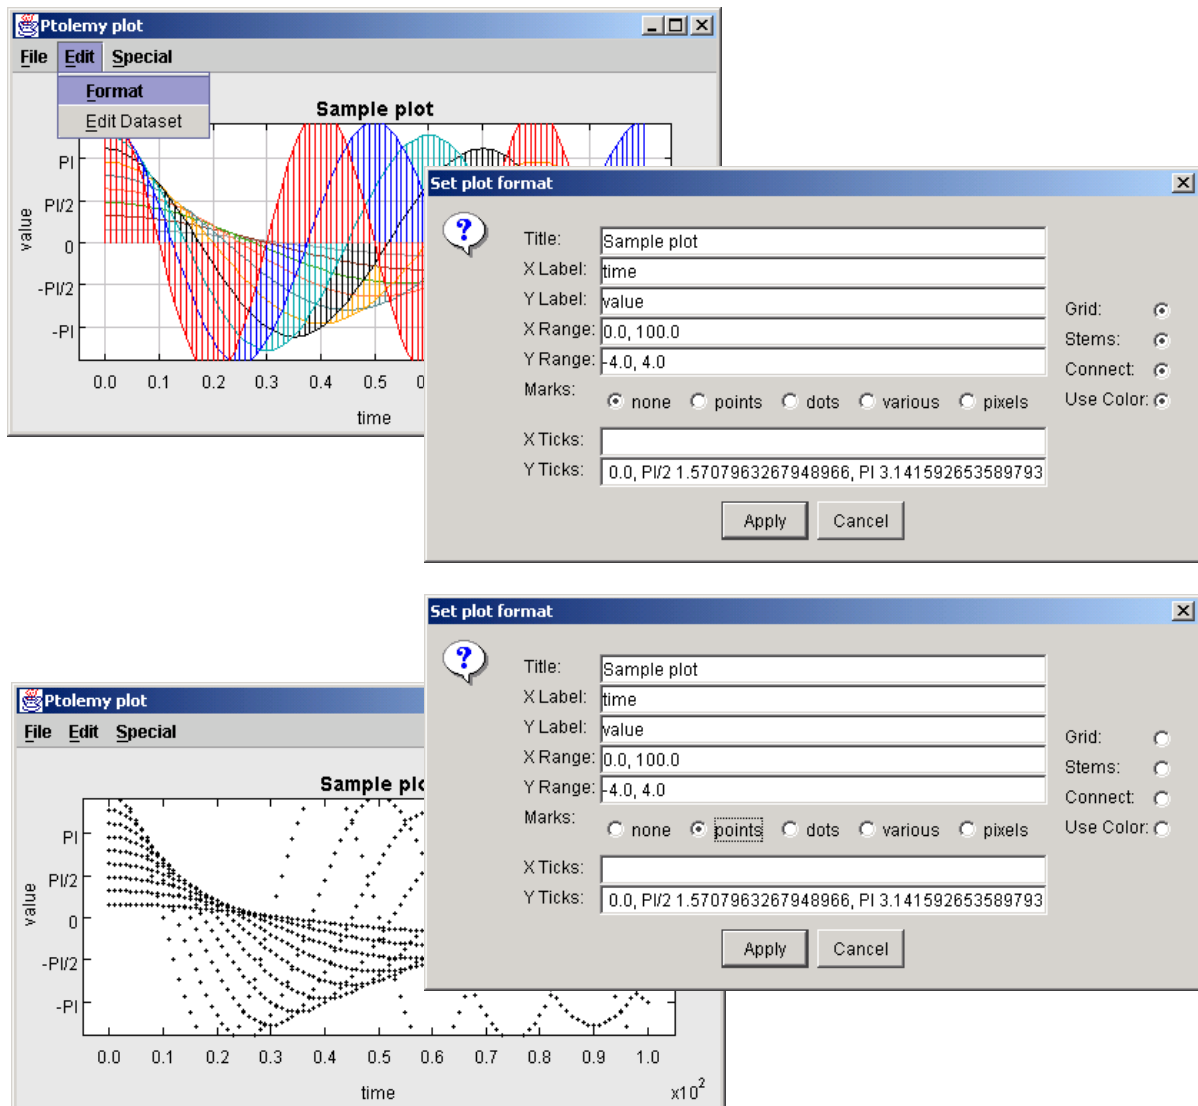 Ptolemy plot
File Edit Special
Format
Edit Dataset
Sample plot
PI
PI/2
0
-PI/2
-PI
value
0.0 0.1 0.2 0.3 0.4 0.5
time
Set plot format
Title: Sample plot
X Label: time
Y Label: value
X Range: 0.0, 100.0
Y Range: -4.0, 4.0
Marks: none points dots various pixels
Grid:
Stems:
Connect:
Use Color:
X Ticks:
Y Ticks: 0.0, PI/2 1.5707963267948966, PI 3.141592653589793
Apply Cancel
Set plot format
Title: Sample plot
X Label: time
Y Label: value
X Range: 0.0, 100.0
Y Range: -4.0, 4.0
Marks: none points dots various pixels
Grid:
Stems:
Connect:
Use Color:
X Ticks:
Y Ticks: 0.0, PI/2 1.5707963267948966, PI 3.141592653589793
Apply Cancel
Ptolemy plot
File Edit Special
Sample plo
PI
PI/2
0
-PI/2
-PI
value
0.0 0.1 0.2 0.3 0.4 0.5 0.6 0.7 0.8 0.9 1.0
time x10^2